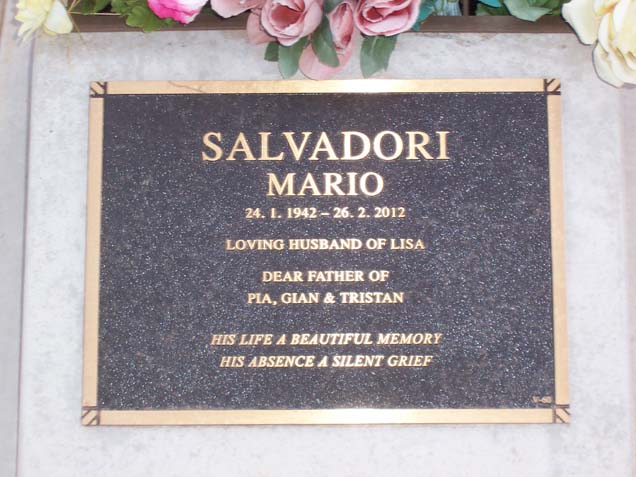 SALVADORI
MARIO
24. 1. 1942 – 26. 2. 2012
LOVING HUSBAND OF LISA
DEAR FATHER OF
PIA, GIAN & TRISTAN
HIS LIFE A BEAUTIFUL MEMORY
HIS ABSENCE A SILENT GRIEF
V-60